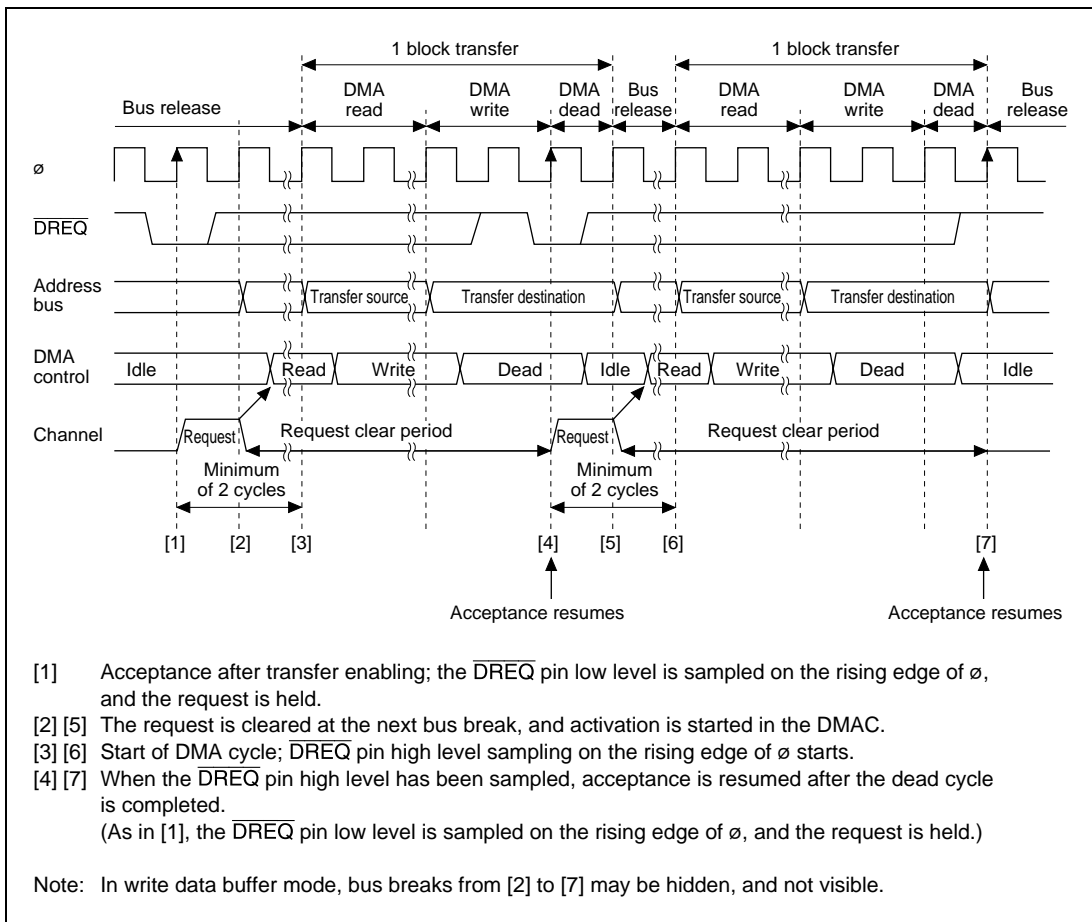 1 block transfer 1 block transfer
Bus release DMA read DMA write DMA dead Bus release DMA read DMA write DMA dead Bus release
ø
DREQ
Address bus Transfer source Transfer destination Transfer source Transfer destination
DMA control Idle Read Write Dead Idle Read Write Dead Idle
Channel Request Request clear period Request Request clear period
Minimum of 2 cycles Minimum of 2 cycles
[1] [2] [3] [4] [5] [6] [7]
Acceptance resumes Acceptance resumes
[1] Acceptance after transfer enabling; the DREQ pin low level is sampled on the rising edge of ø,
and the request is held.
[2] [5] The request is cleared at the next bus break, and activation is started in the DMAC.
[3] [6] Start of DMA cycle; DREQ pin high level sampling on the rising edge of ø starts.
[4] [7] When the DREQ pin high level has been sampled, acceptance is resumed after the dead cycle
is completed.
(As in [1], the DREQ pin low level is sampled on the rising edge of ø, and the request is held.)
Note: In write data buffer mode, bus breaks from [2] to [7] may be hidden, and not visible.